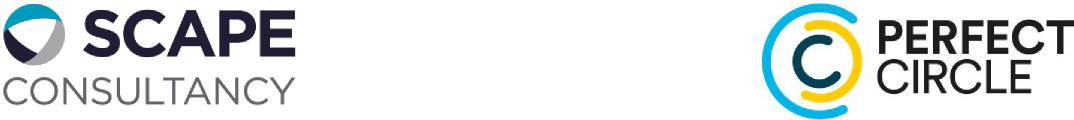 SCAPE
CONSULTANCY
PERFECT
CIRCLE